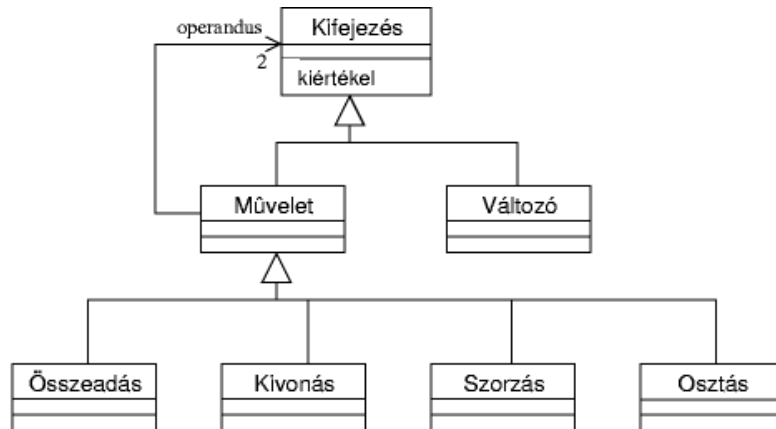 Kifejezés
operandus
2
kiértékel
Mûvelet
Változó
Összeadás
Kivonás
Szorzás
Osztás